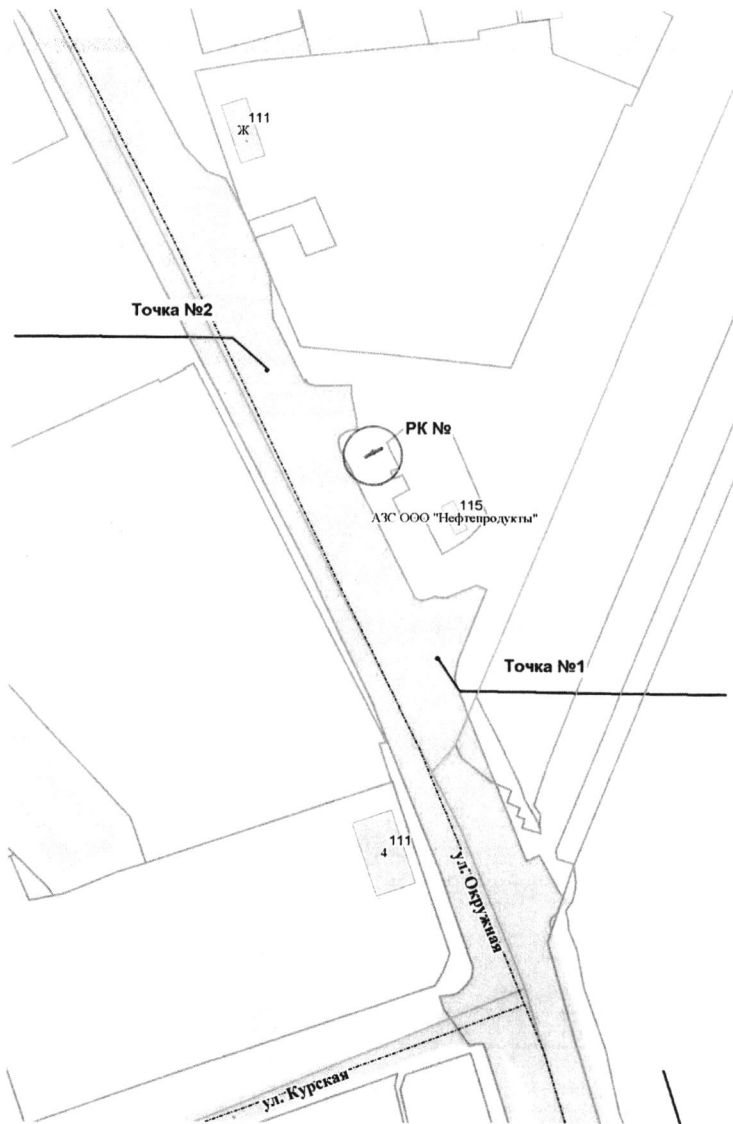 111
Ж
Точка №2
РК №
115
АЗС ООО "Нефтепродукты"
Точка №1
111
4
ул. Окружная
ул. Курская